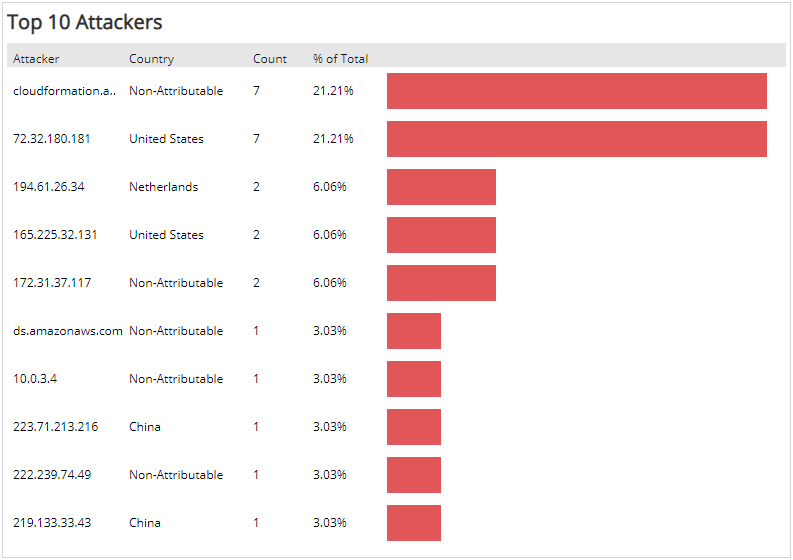 Top 10 Attackers
Attacker Country Count % of Total
cloudformation.a.. Non-Attributable 7 21.21%
72.32.180.181 United States 7 21.21%
194.61.26.34 Netherlands 2 6.06%
165.225.32.131 United States 2 6.06%
172.31.37.117 Non-Attributable 2 6.06%
ds.amazonaws.com Non-Attributable 1 3.03%
10.0.3.4 Non-Attributable 1 3.03%
223.71.213.216 China 1 3.03%
222.239.74.49 Non-Attributable 1 3.03%
219.133.33.43 China 1 3.03%